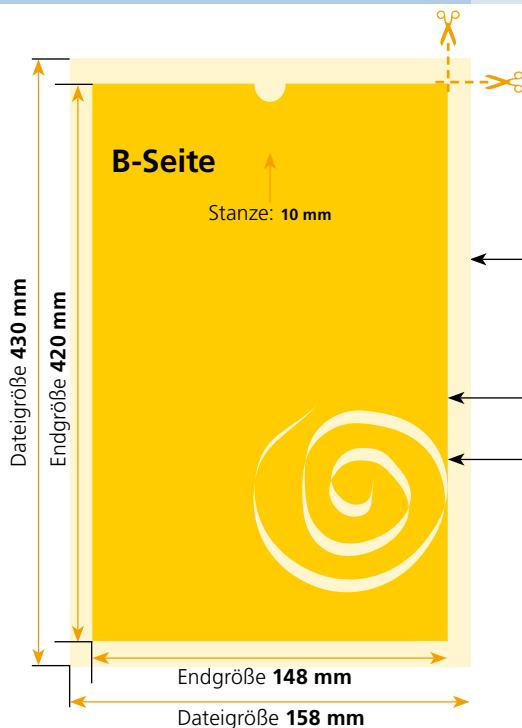 B-Seite
Stanze: 10 mm
Dateigröße 430 mm
Endgröße 420 mm
Endgröße 148 mm
Dateigröße 158 mm